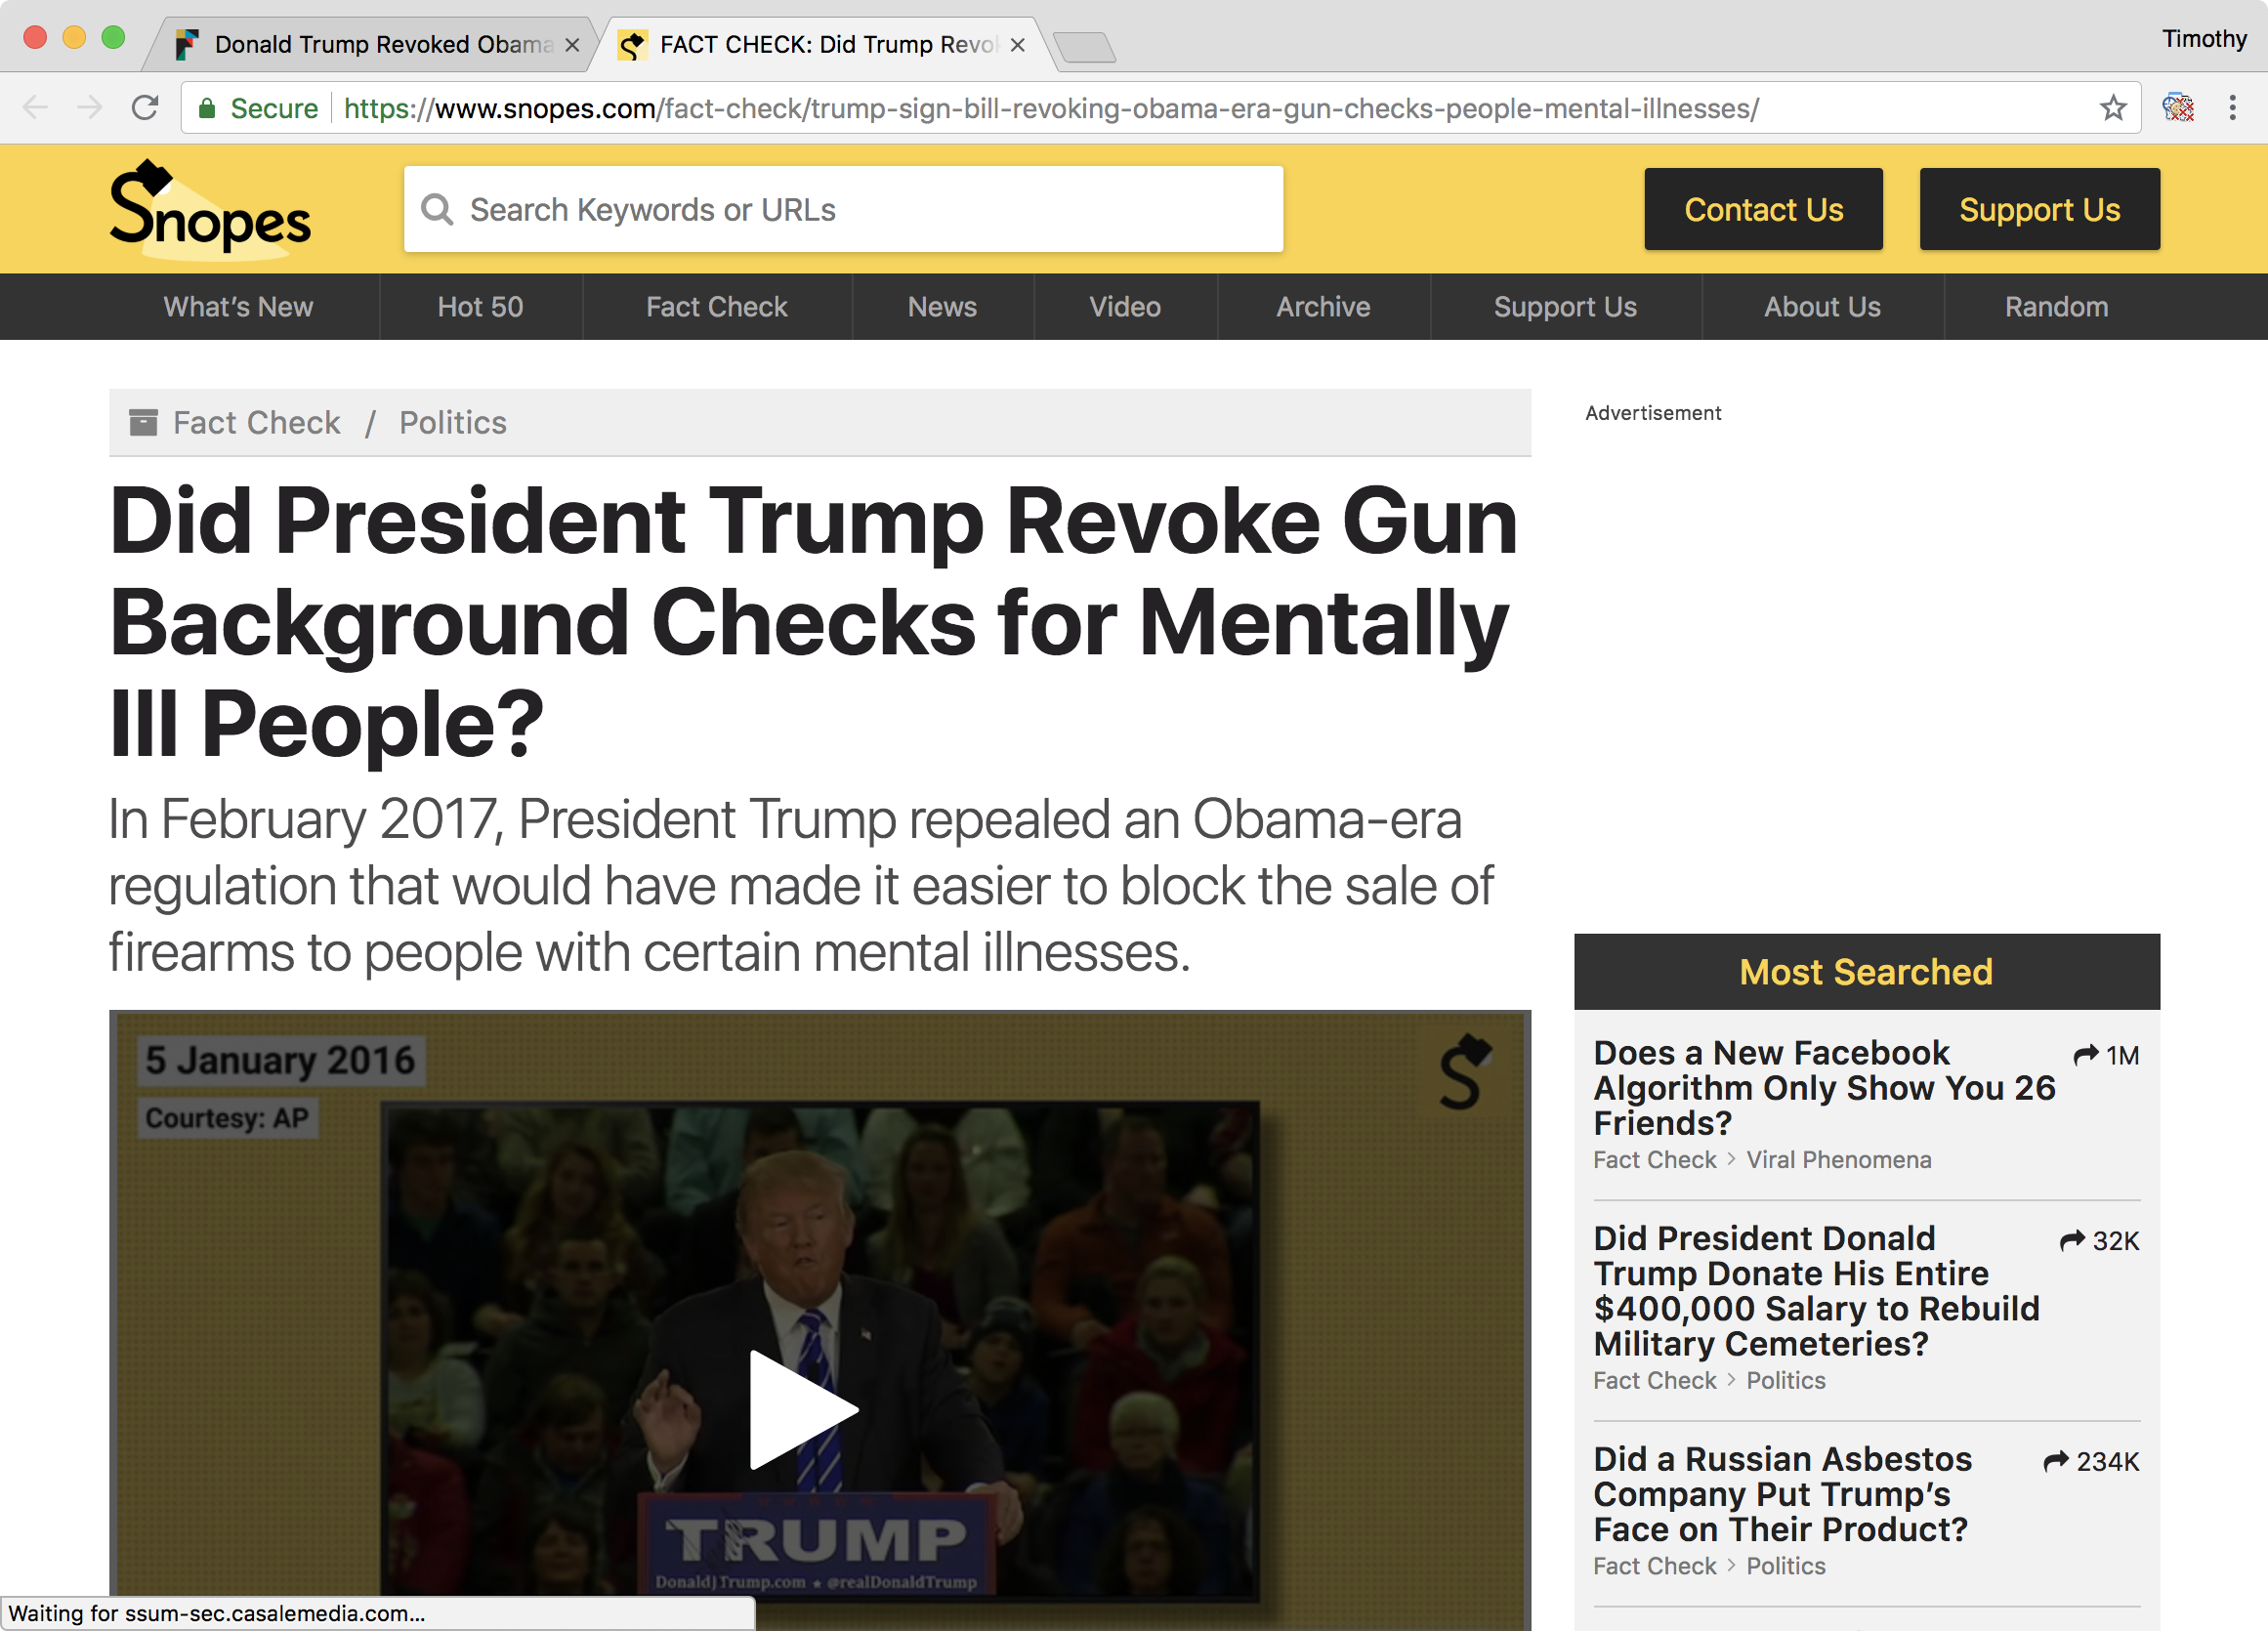 Donald Trump Revoked Obama
FACT CHECK: Did Trump Revok
Timothy
Secure
https://www.snopes.com/fact-check/trump-sign-bill-revoking-obama-era-gun-checks-people-mental-illnesses/
Snopes
Search Keywords or URLs
Contact Us
Support Us
What's New
Hot 50
Fact Check
News
Video
Archive
Support Us
About Us
Random
Fact Check / Politics
Advertisement
Did President Trump Revoke Gun
Background Checks for Mentally
Ill People?
In February 2017, President Trump repealed an Obama-era
regulation that would have made it easier to block the sale of
firearms to people with certain mental illnesses.
5 January 2016
Courtesy: AP
S
TRUMP
DonaldJTrump.com ★ @realDonaldTrump
Most Searched
Does a New Facebook
1M
Algorithm Only Show You 26
Friends?
Fact Check > Viral Phenomena
Did President Donald
32K
Trump Donate His Entire
$400,000 Salary to Rebuild
Military Cemeteries?
Fact Check > Politics
Did a Russian Asbestos
234K
Company Put Trump's
Face on Their Product?
Fact Check > Politics
Waiting for ssum-sec.casalemedia.com...